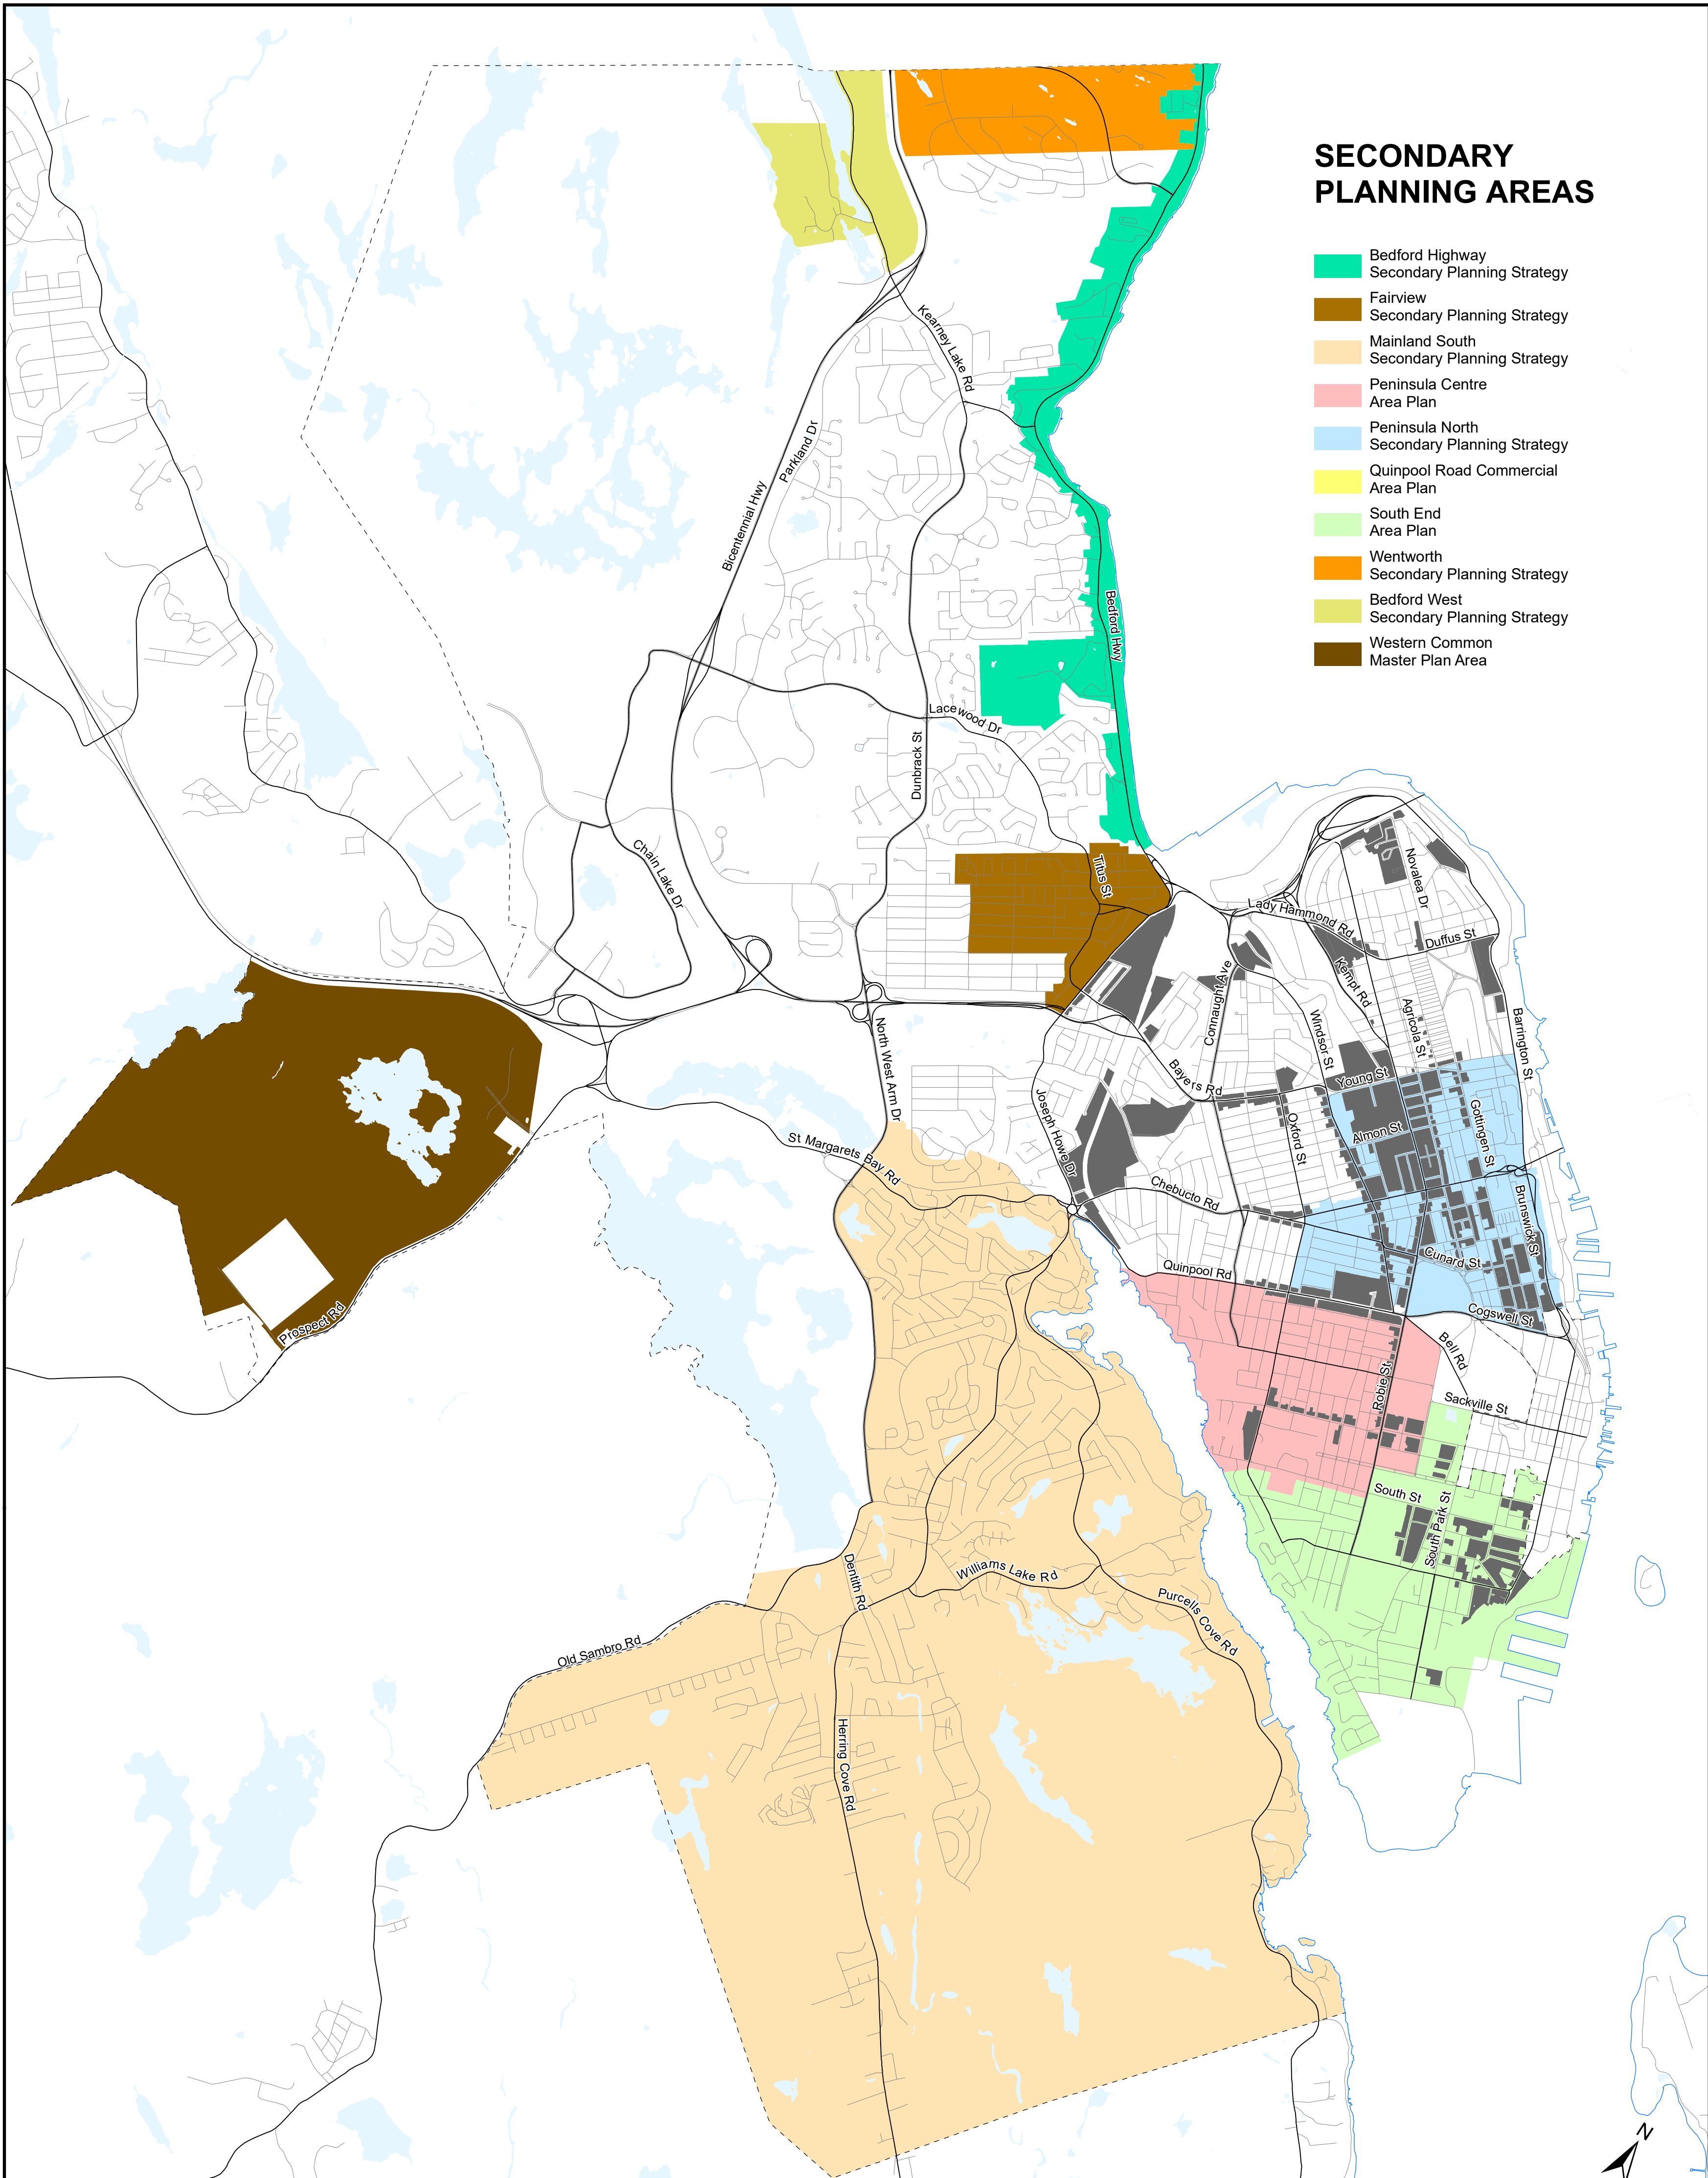 SECONDARY
PLANNING AREAS
Bedford Highway
Secondary Planning Strategy
Fairview
Secondary Planning Strategy
Mainland South
Secondary Planning Strategy
Peninsula Centre
Area Plan
Peninsula North
Secondary Planning Strategy
Quinpool Road Commercial
Area Plan
South End
Area Plan
Wentworth
Secondary Planning Strategy
Bedford West
Secondary Planning Strategy
Western Common
Master Plan Area
Kearney Lake Rd
Parkland Dr
Bicentennial Hwy
Bedford Hwy
Lacewood Dr
Dunbrack St
Chain Lake Dr
Titus St
Novalea Dr
Lady Hammond Rd
Duffus St
Kempt Rd
Connaught Ave
Agricola St
Windsor St
Barrington St
North West Arm Dr
Bayers Rd
Young St
Joseph Howe Dr
Gottingen St
Oxford St
Almon St
St Margarets Bay Rd
Chebucto Rd
Brunswick St
Cunard St
Quinpool Rd
Cogswell St
Prospect Rd
Bell Rd
Robie St
Sackville St
South St
South Park St
Dentith Rd
Williams Lake Rd
Purcells Cove Rd
Old Sambro Rd
Herring Cove Rd
N